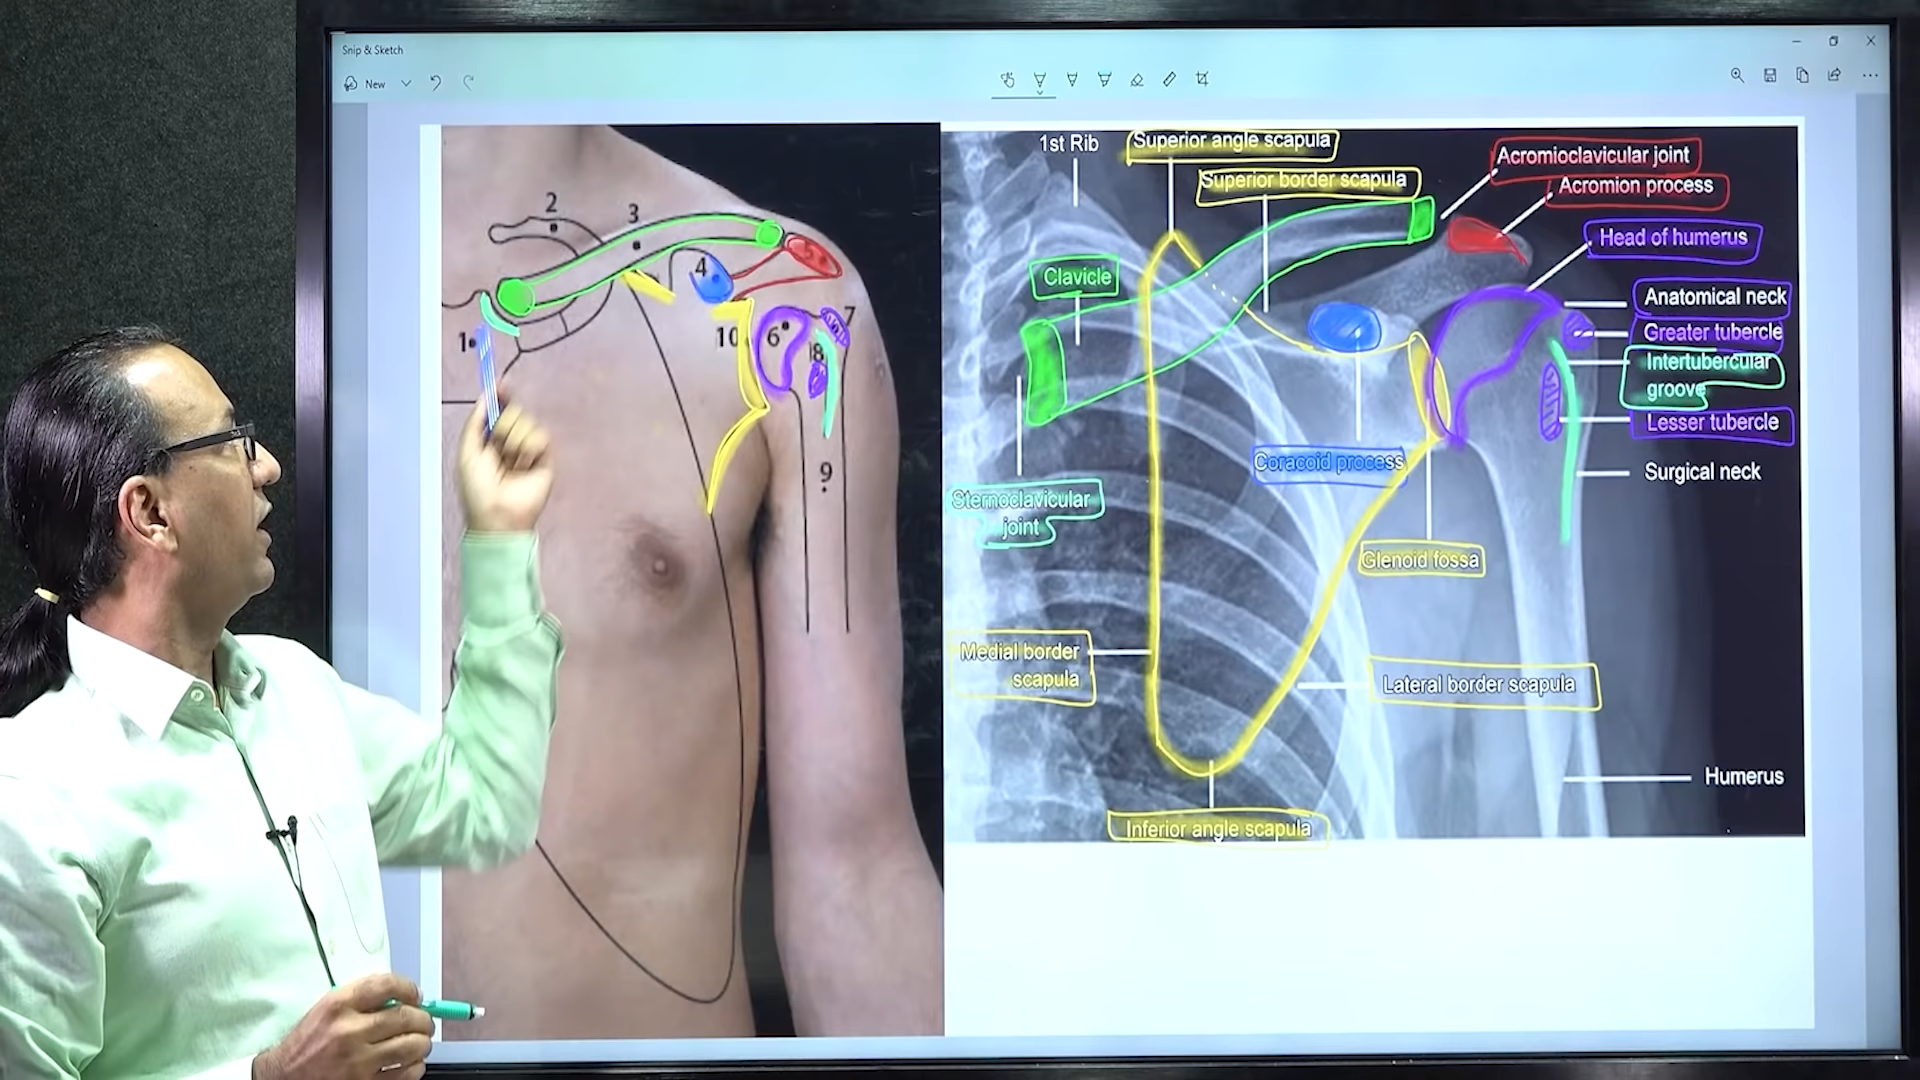 Snip & Sketch
New
2
3
4
5
1
10
6
7
8
9
1st Rib
Superior angle scapula
Superior border scapula
Acromioclavicular joint
Acromion process
Head of humerus
Clavicle
Anatomical neck
Greater tubercle
Intertubercular
groove
Lesser tubercle
Coracoid process
Surgical neck
Sternoclavicular
joint
Glenoid fossa
Medial border
scapula
Lateral border scapula
Humerus
Inferior angle scapula